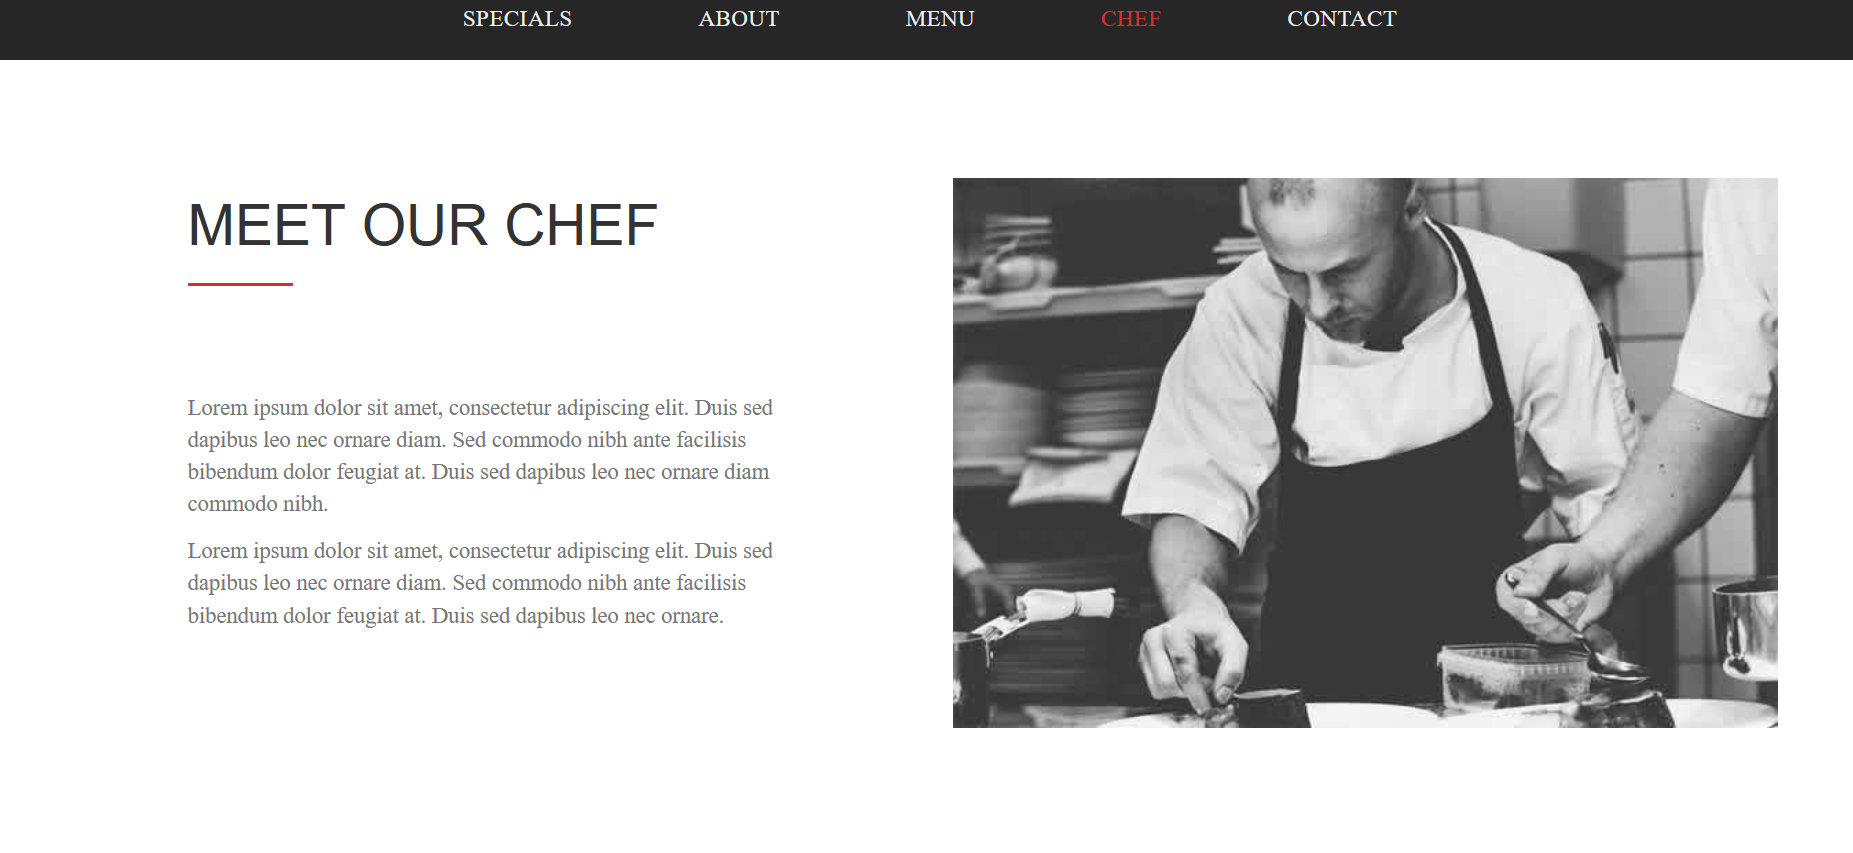 SPECIALS ABOUT MENU CHEF CONTACT
MEET OUR CHEF
Lorem ipsum dolor sit amet, consectetur adipiscing elit. Duis sed
dapibus leo nec ornare diam. Sed commodo nibh ante facilisis
bibendum dolor feugiat at. Duis sed dapibus leo nec ornare diam
commodo nibh.
Lorem ipsum dolor sit amet, consectetur adipiscing elit. Duis sed
dapibus leo nec ornare diam. Sed commodo nibh ante facilisis
bibendum dolor feugiat at. Duis sed dapibus leo nec ornare.